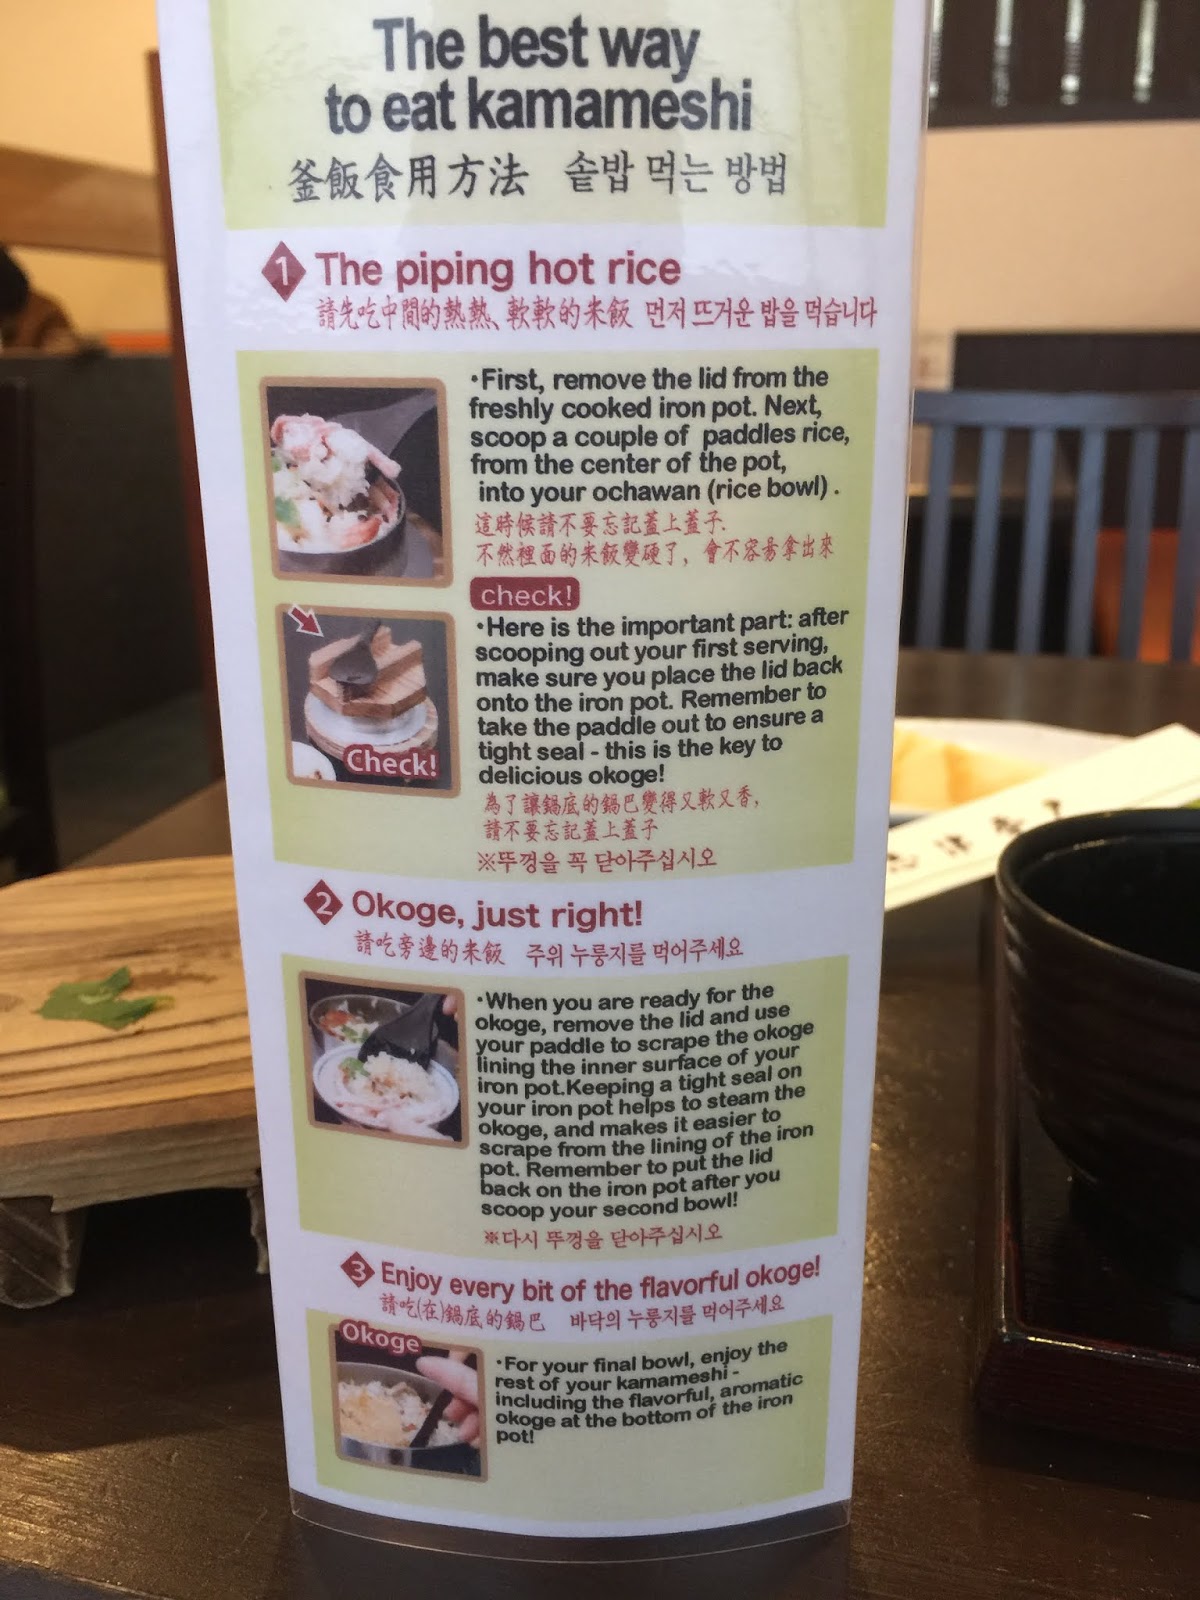 The best way
to eat kamameshi
釜飯食用方法 솥밥 먹는 방법
1 The piping hot rice
請先吃中間的熱熱、軟軟的米飯 먼저 뜨거운 밥을 먹습니다
・First, remove the lid from the
freshly cooked iron pot. Next,
scoop a couple of paddles rice,
from the center of the pot,
into your ochawan (rice bowl) .
這時候請不要忘記蓋上蓋子.
不然裡面的米飯變硬了, 會不容易拿出來
check!
・Here is the important part: after
scooping out your first serving,
make sure you place the lid back
onto the iron pot. Remember to
take the paddle out to ensure a
tight seal - this is the key to
delicious okoge!
Check!
為了讓鍋底的鍋巴變得又軟又香,
請不要忘記蓋上蓋子
※뚜껑을 꼭 닫아주십시오
2 Okoge, just right!
請吃旁邊的米飯 주위 누룽지를 먹어주세요
・When you are ready for the
okoge, remove the lid and use
your paddle to scrape the okoge
lining the inner surface of your
iron pot.Keeping a tight seal on
your iron pot helps to steam the
okoge, and makes it easier to
scrape from the lining of the iron
pot. Remember to put the lid
back on the iron pot after you
scoop your second bowl!
※다시 뚜껑을 닫아주십시오
3 Enjoy every bit of the flavorful okoge!
請吃(在)鍋底的鍋巴 바닥의 누룽지를 먹어주세요
Okoge
・For your final bowl, enjoy the
rest of your kamameshi -
including the flavorful, aromatic
okoge at the bottom of the iron
pot!